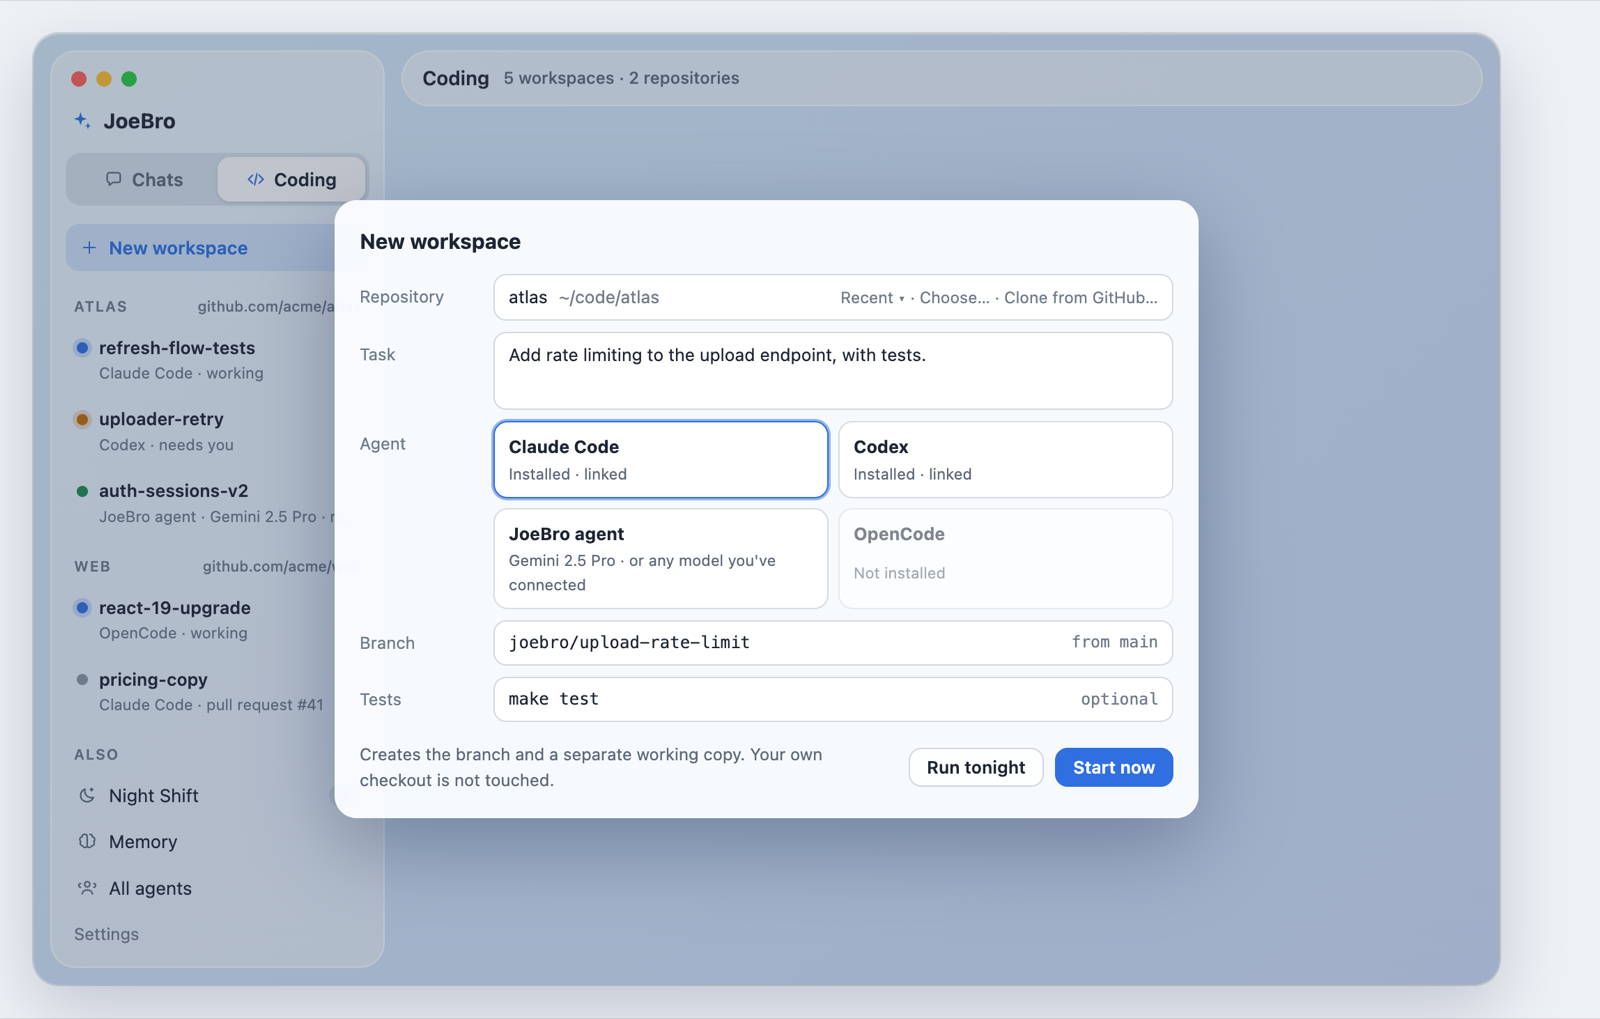 JoeBro
Chats
Coding
New workspace
ATLAS github.com/acme/
refresh-flow-tests
Claude Code · working
uploader-retry
Codex · needs you
auth-sessions-v2
JoeBro agent · Gemini 2.5 Pro ·
WEB github.com/acme/
react-19-upgrade
OpenCode · working
pricing-copy
Claude Code · pull request #41
ALSO
Night Shift
Memory
All agents
Settings
Coding 5 workspaces · 2 repositories
New workspace
Repository atlas ~/code/atlas Recent ▾ · Choose... · Clone from GitHub...
Task Add rate limiting to the upload endpoint, with tests.
Agent
Claude Code
Installed · linked
Codex
Installed · linked
JoeBro agent
Gemini 2.5 Pro · or any model you've
connected
OpenCode
Not installed
Branch joebro/upload-rate-limit from main
Tests make test optional
Creates the branch and a separate working copy. Your own
checkout is not touched.
Run tonight
Start now